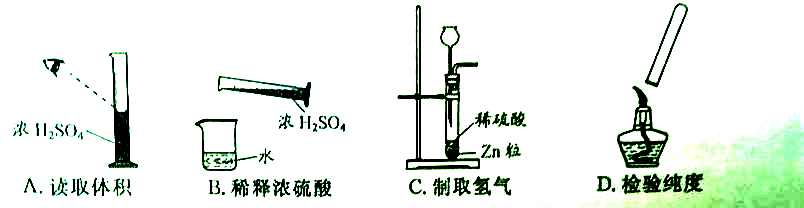 浓H₂SO₄
A. 读取体积
浓H₂SO₄
水
B. 稀释浓硫酸
稀硫酸
Zn粒
C. 制取氢气
D. 检验纯度